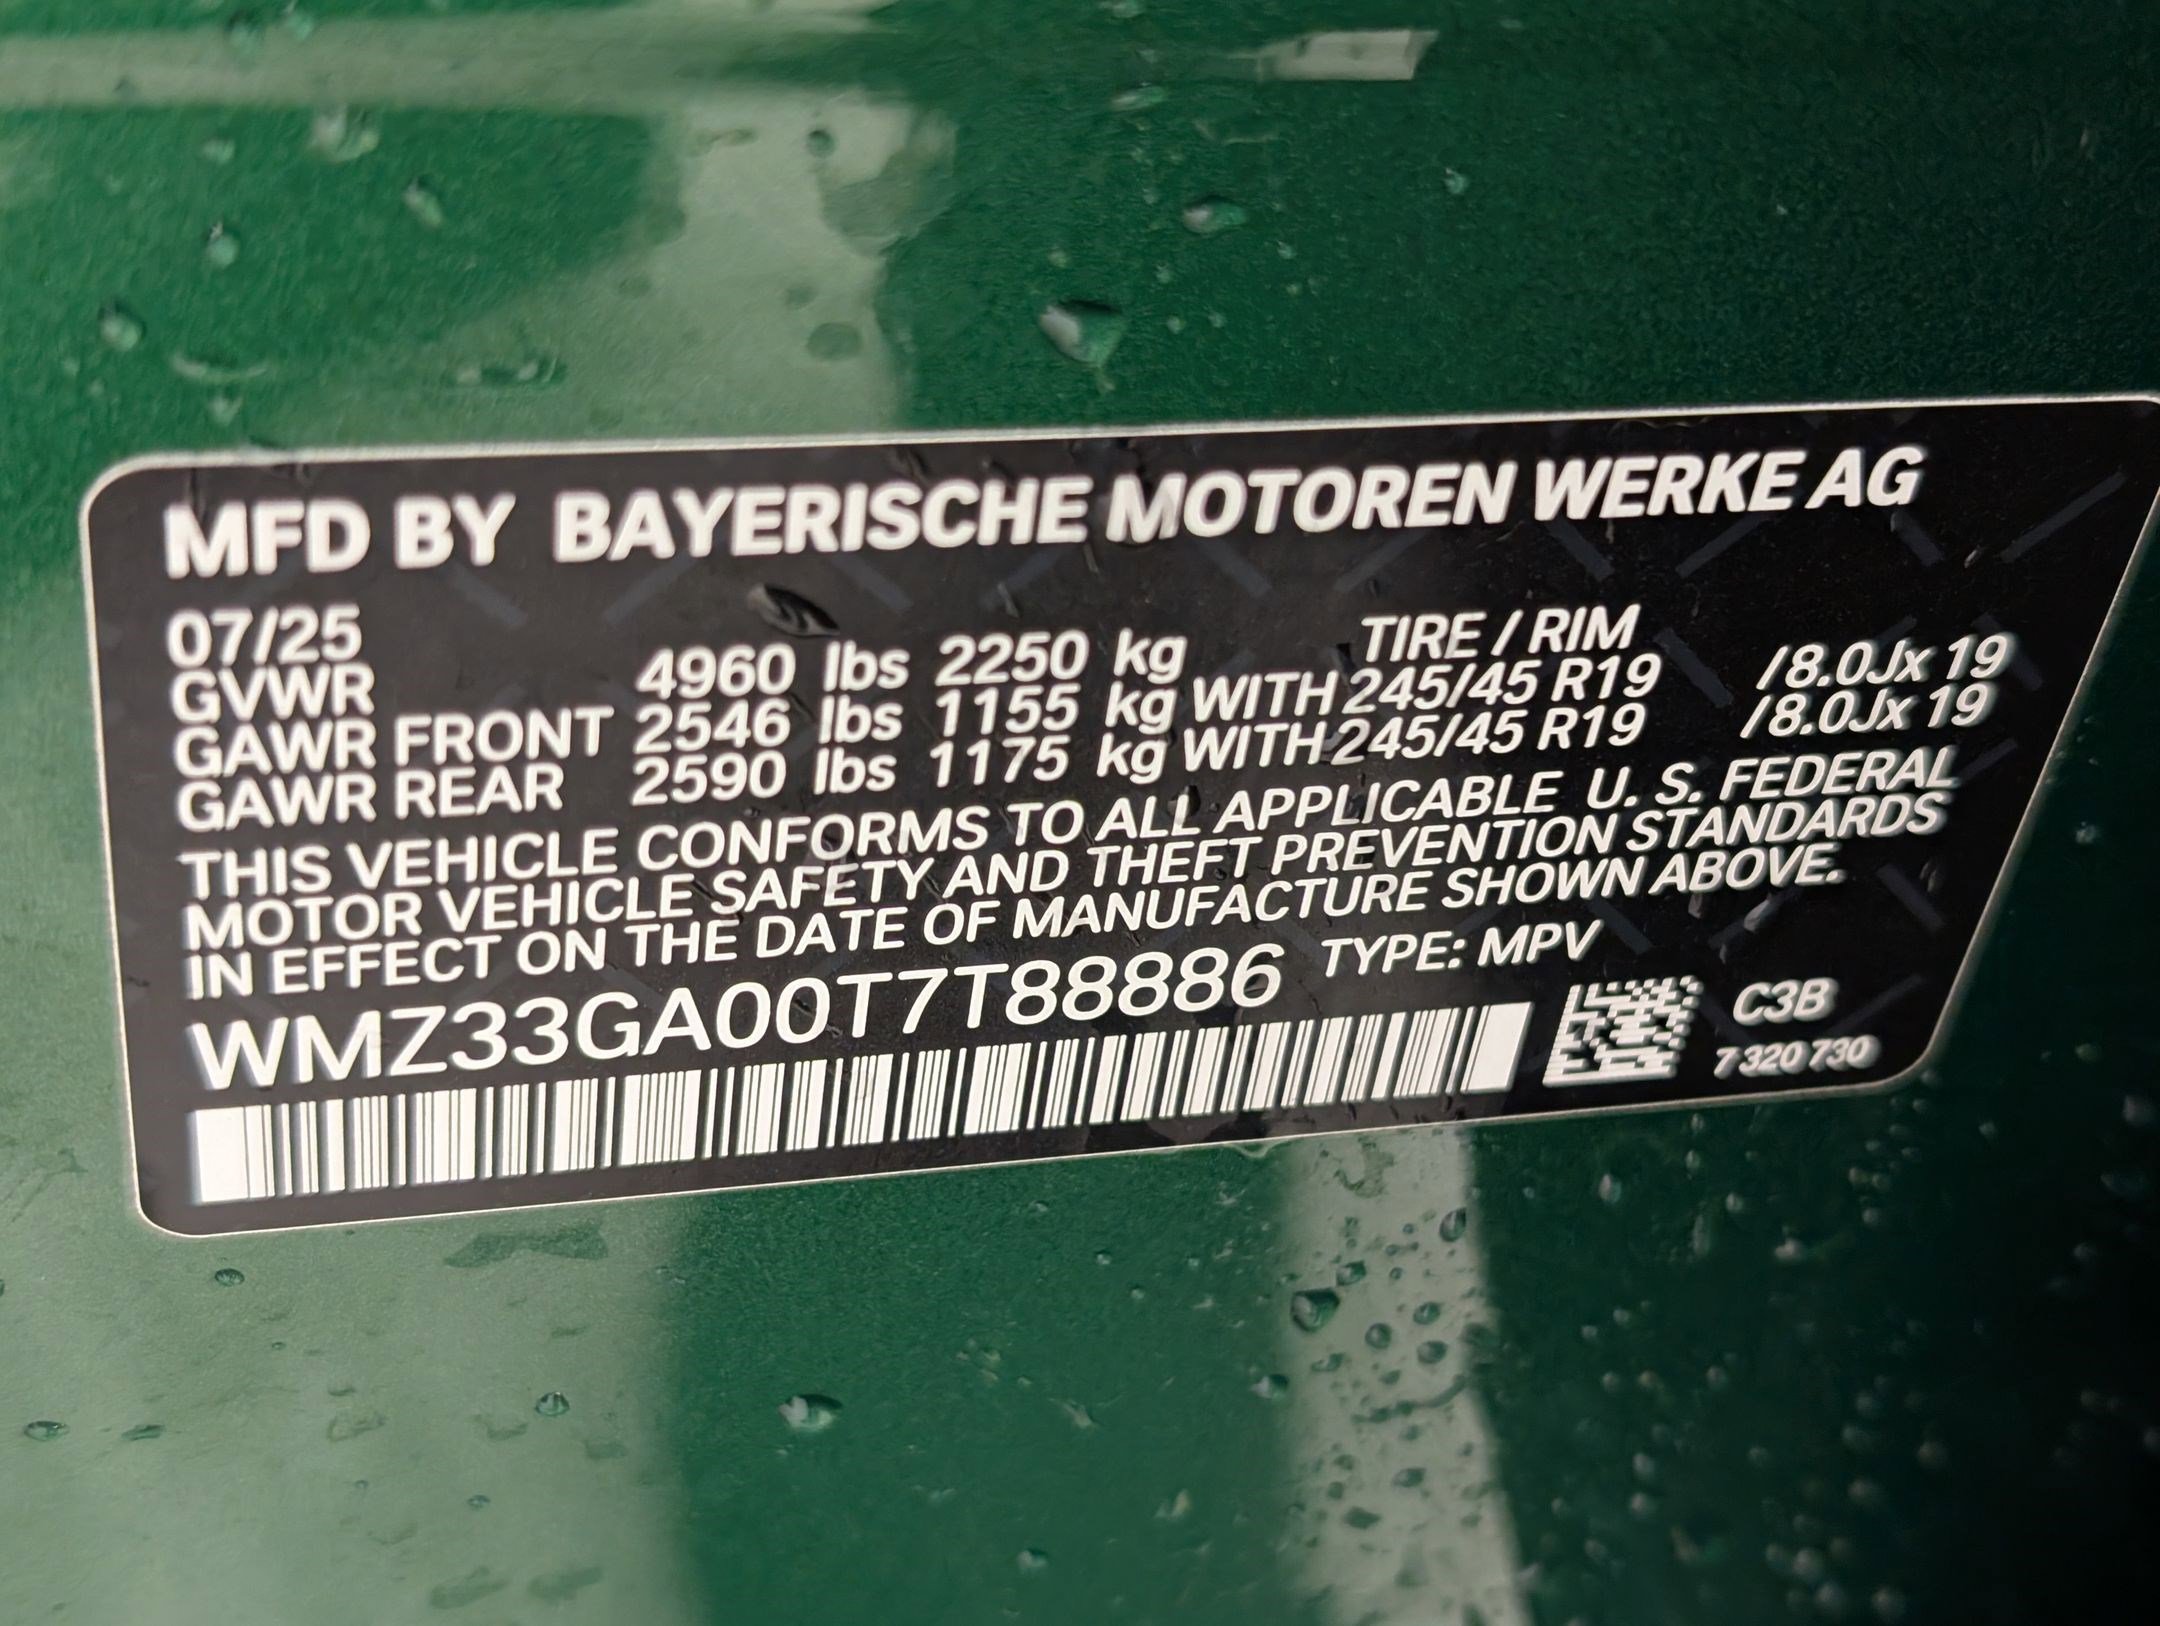 MFD BY BAYERISCHE MOTOREN WERKE AG
07/25 TIRE / RIM
GVWR 4960 lbs 2250 kg
GAWR FRONT 2546 lbs 1155 kg WITH 245/45 R19 /8.0Jx 19
GAWR REAR 2590 lbs 1175 kg WITH 245/45 R19 /8.0Jx 19
THIS VEHICLE CONFORMS TO ALL APPLICABLE U. S. FEDERAL
MOTOR VEHICLE SAFETY AND THEFT PREVENTION STANDARDS
IN EFFECT ON THE DATE OF MANUFACTURE SHOWN ABOVE.
WMZ33GA00T7T88886 TYPE: MPV
C3B
7 320 730